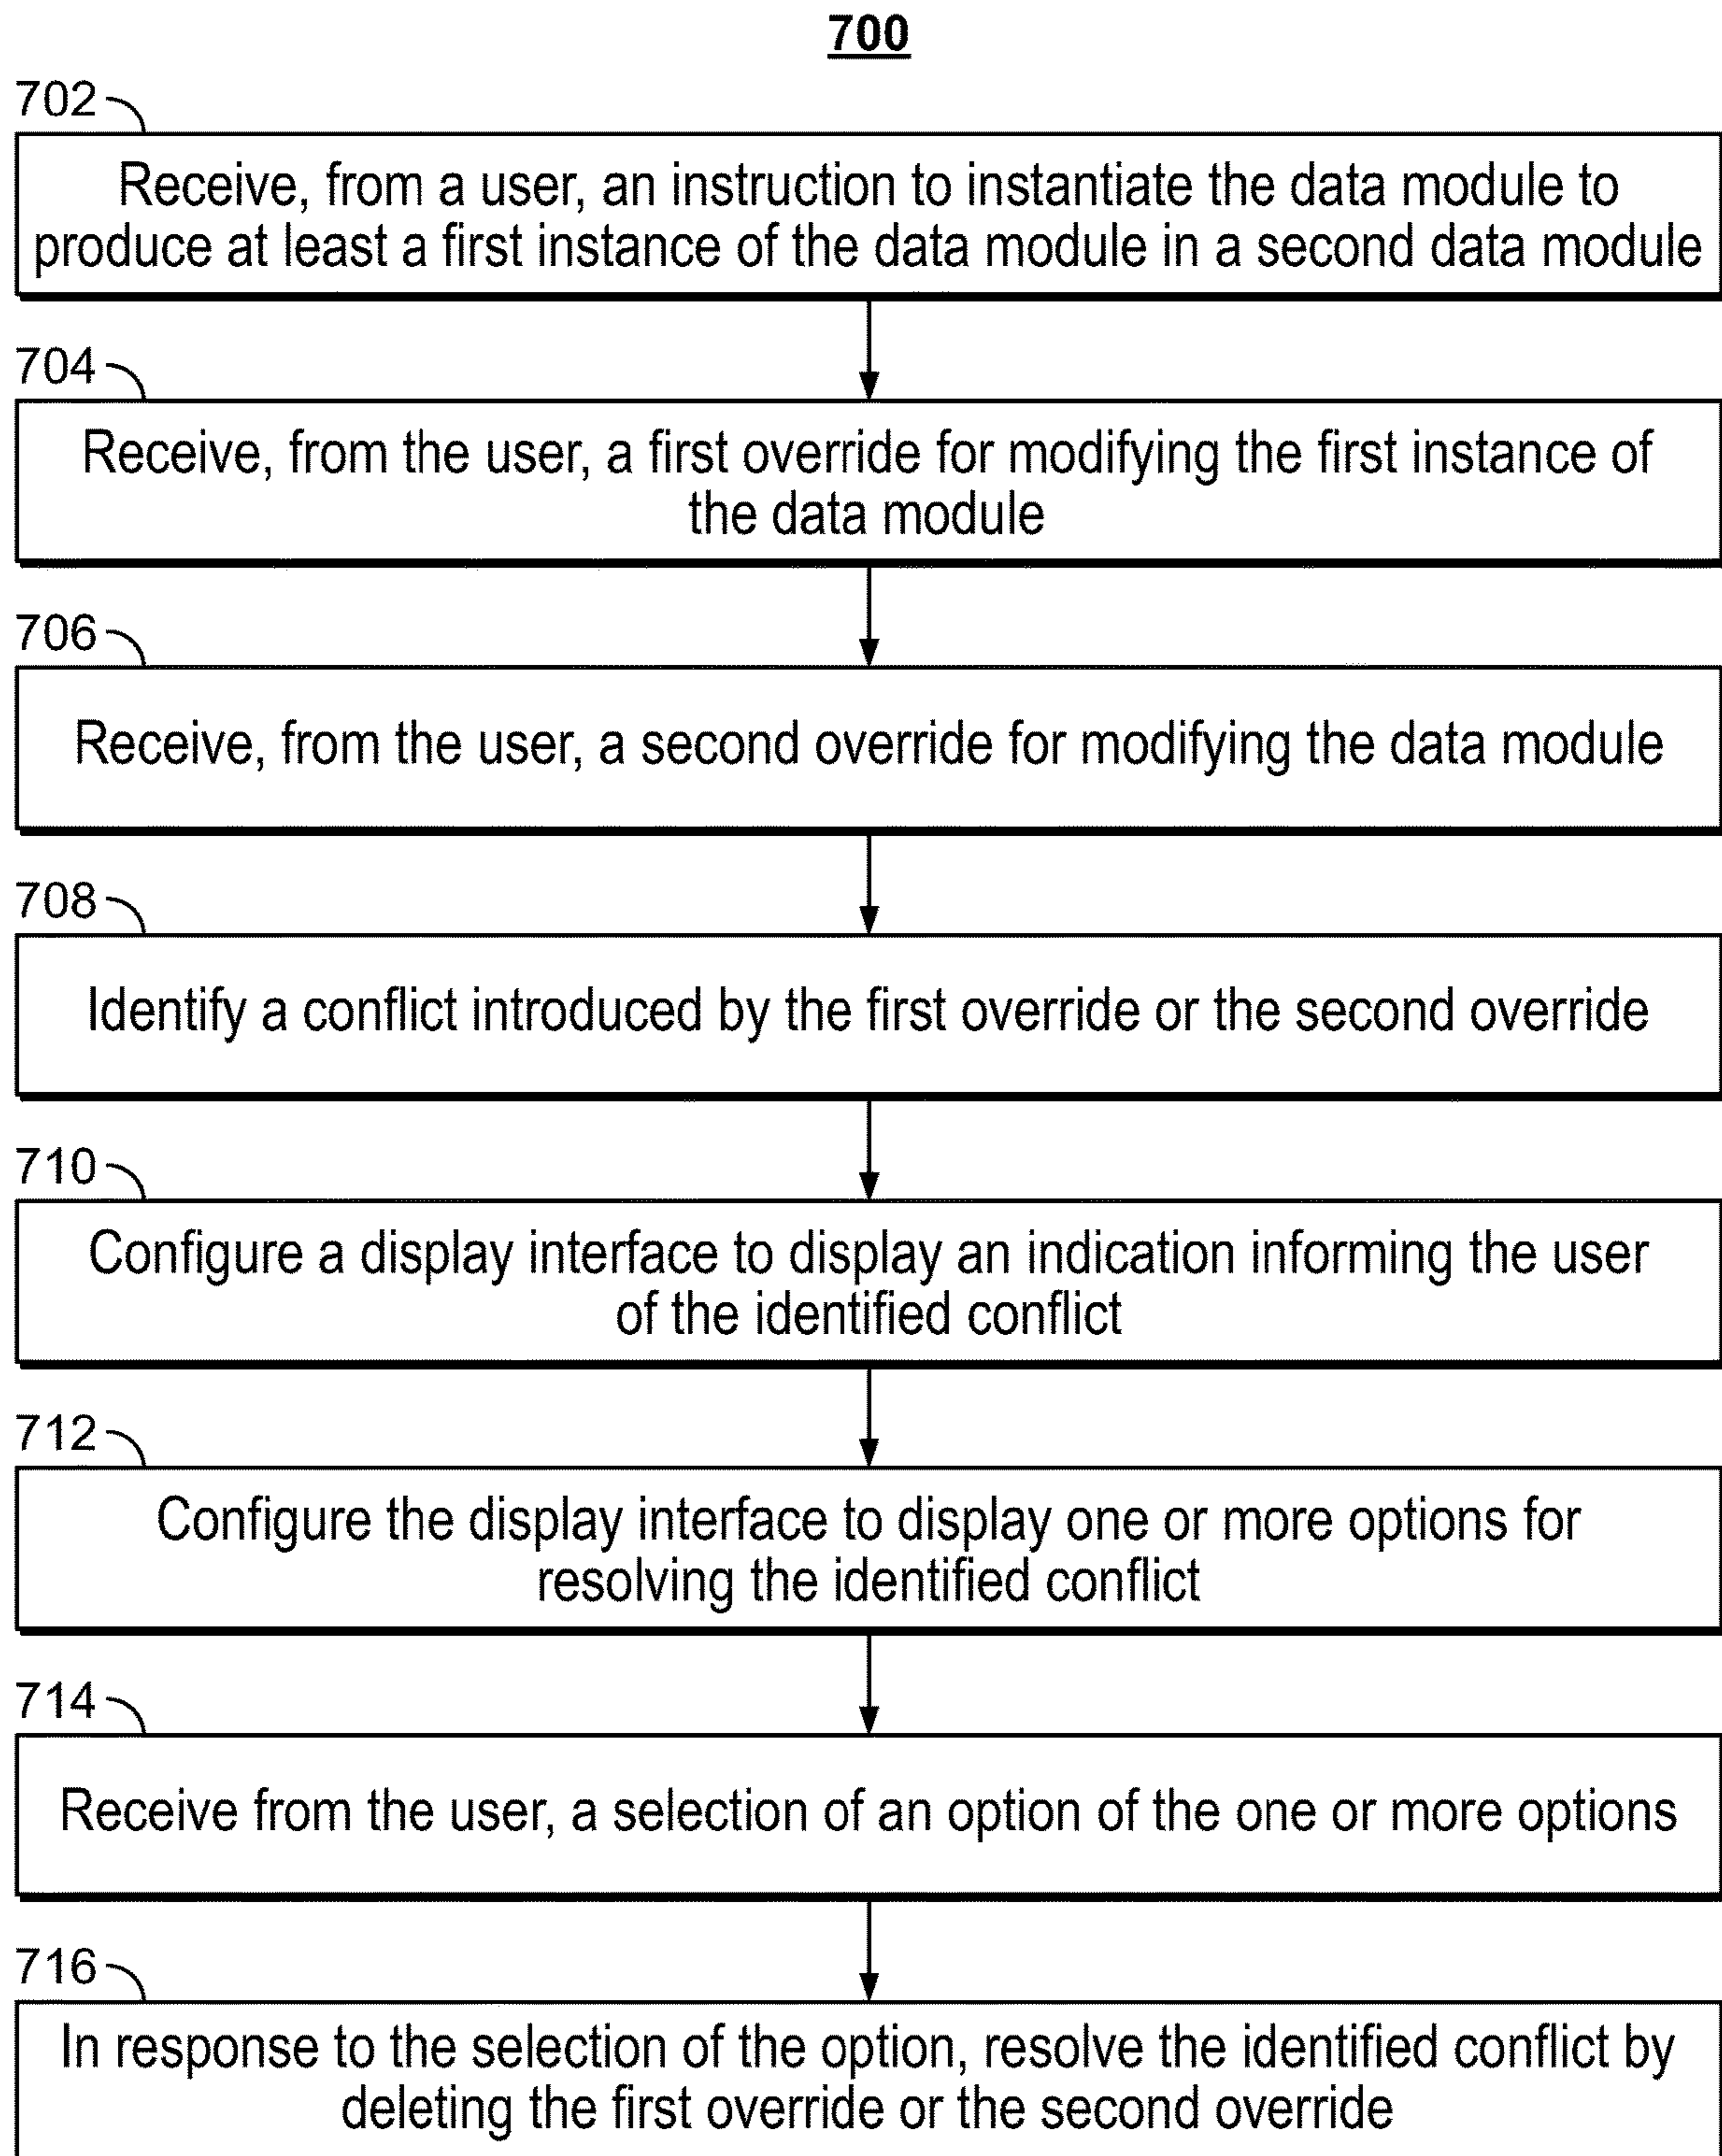 700
702
Receive, from a user, an instruction to instantiate the data module to
produce at least a first instance of the data module in a second data module
704
Receive, from the user, a first override for modifying the first instance of
the data module
706
Receive, from the user, a second override for modifying the data module
708
Identify a conflict introduced by the first override or the second override
710
Configure a display interface to display an indication informing the user
of the identified conflict
712
Configure the display interface to display one or more options for
resolving the identified conflict
714
Receive from the user, a selection of an option of the one or more options
716
In response to the selection of the option, resolve the identified conflict by
deleting the first override or the second override